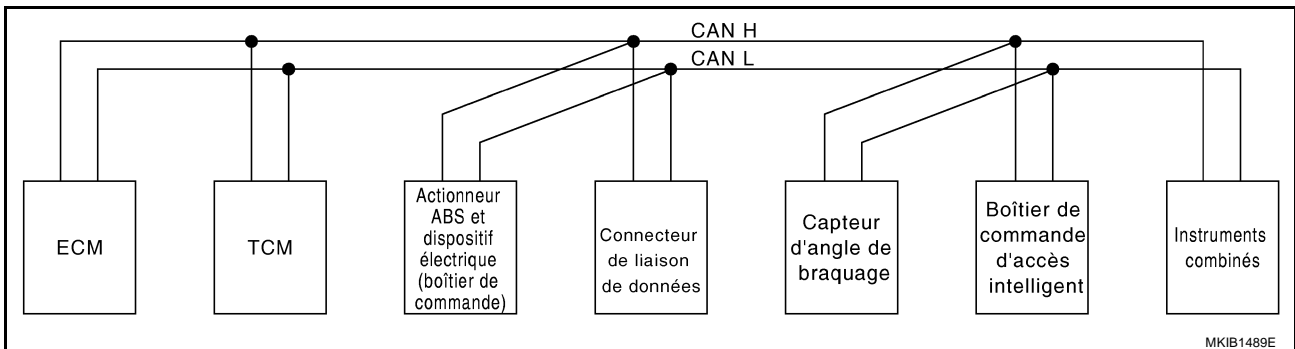 CAN H
CAN L
ECM
TCM
Actionneur
ABS et
dispositif
électrique
(boîtier de
commande)
Connecteur
de liaison
de données
Capteur
d'angle de
braquage
Boîtier de
commande
d'accès
intelligent
Instruments
combinés
MKIB1489E